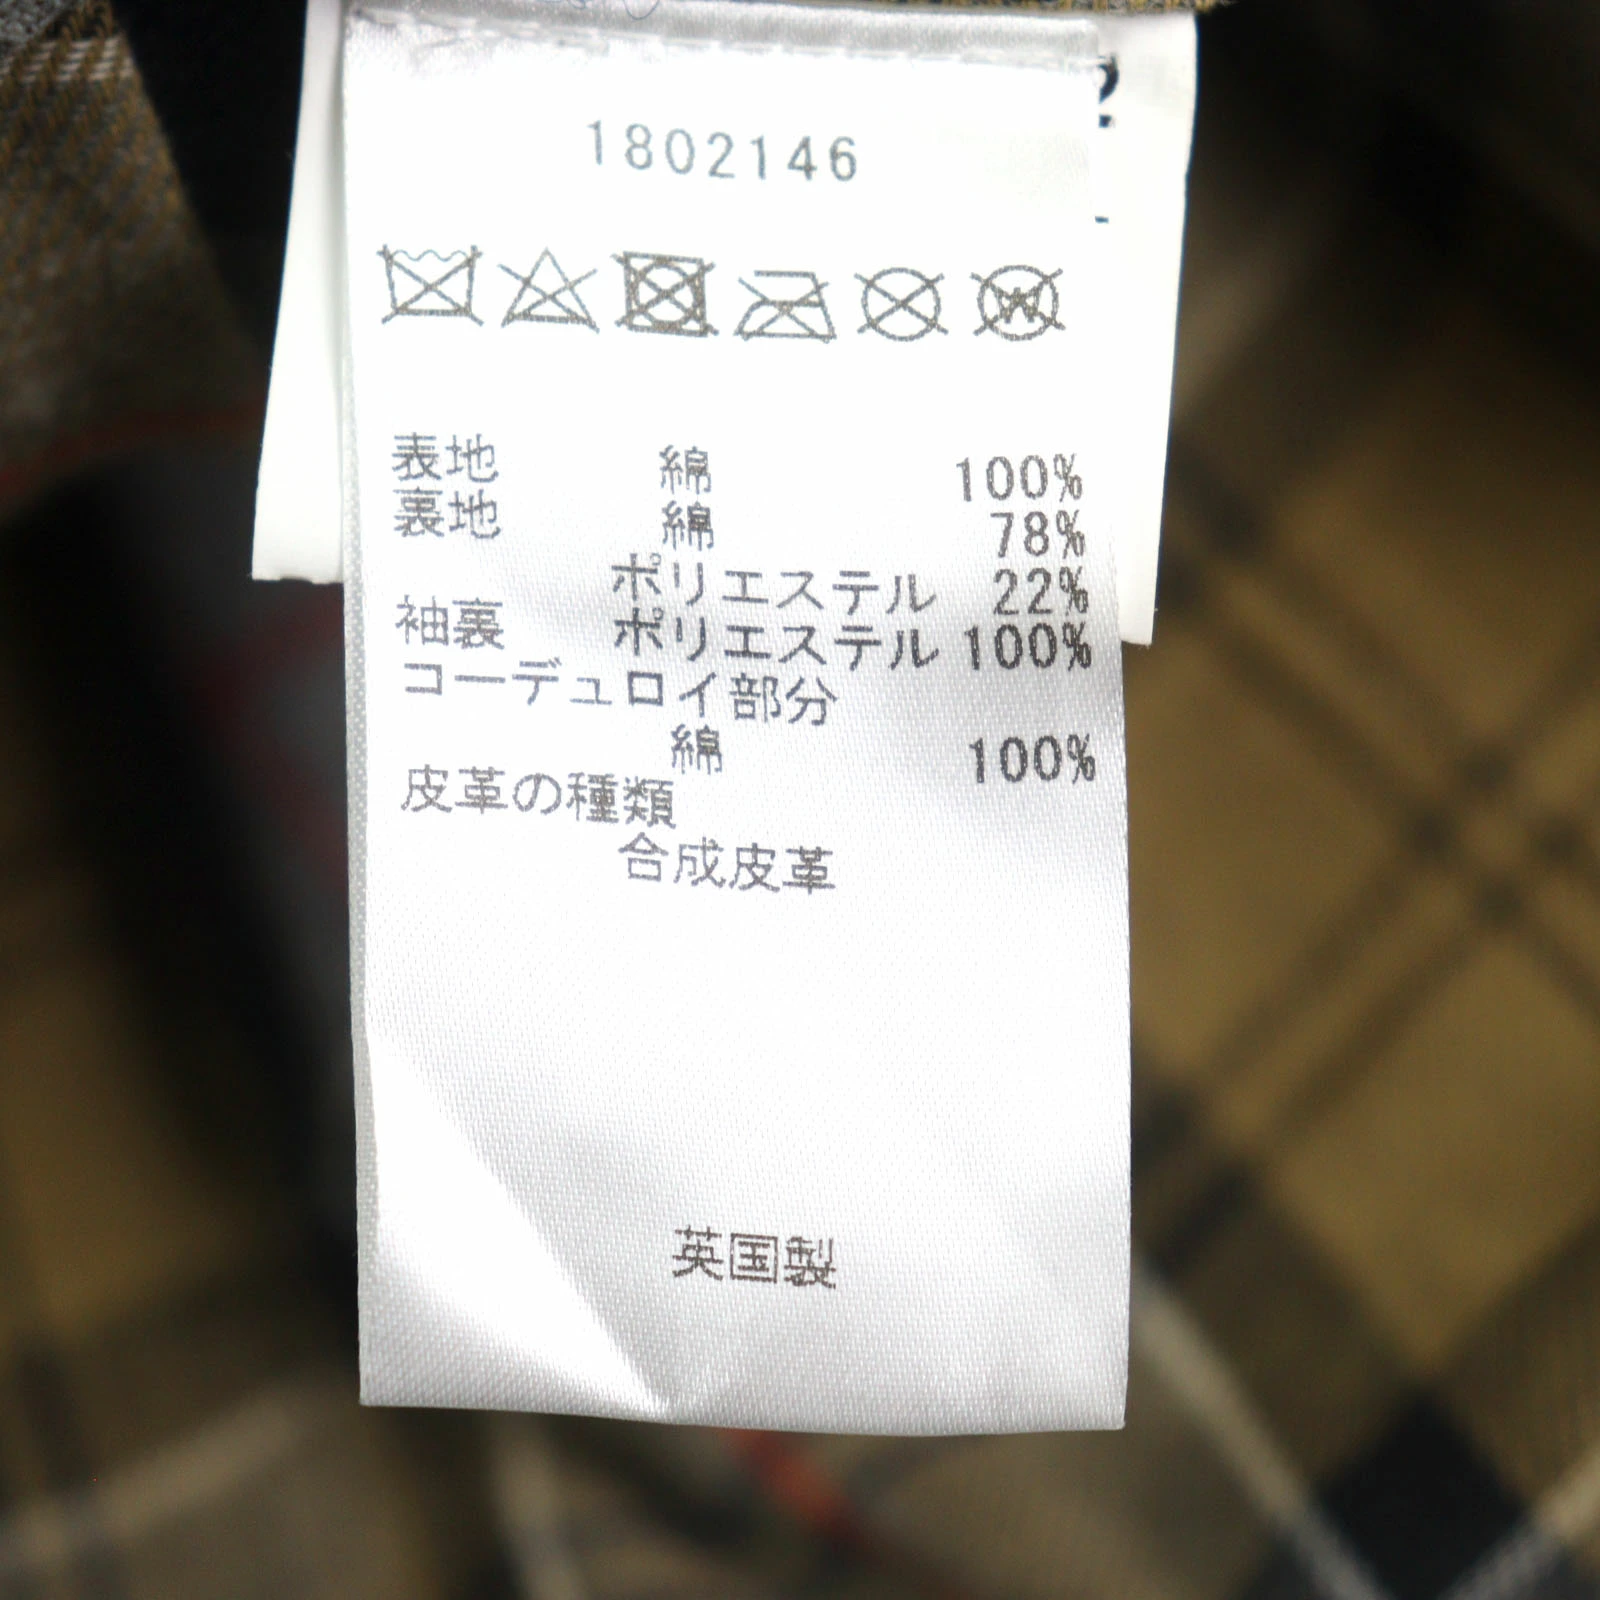 1802146
表地 綿 100%
裏地 綿 78%
ポリエステル 22%
袖裏 ポリエステル 100%
コーデュロイ部分
綿 100%
皮革の種類
合成皮革
英国製